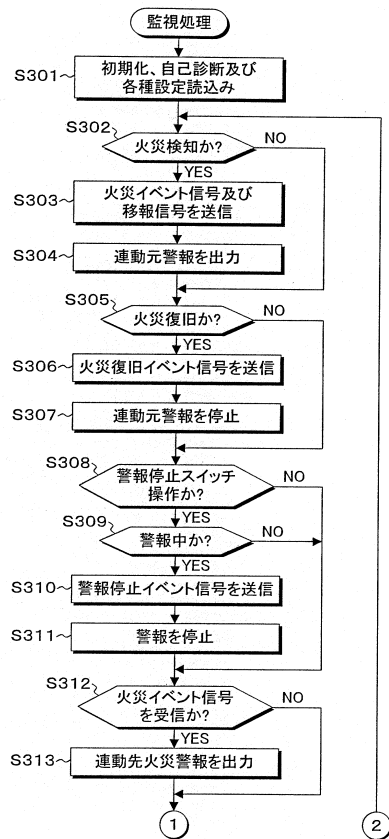 監視処理
S301
初期化、自己診断及び
各種設定読込み
S302
火災検知か?
NO
YES
S303
火災イベント信号及び
移報信号を送信
S304
連動元警報を出力
S305
火災復旧か?
NO
YES
S306
火災復旧イベント信号を送信
S307
連動元警報を停止
S308
警報停止スイッチ
操作か?
NO
YES
S309
警報中か?
NO
YES
S310
警報停止イベント信号を送信
S311
警報を停止
S312
火災イベント信号
を受信か?
NO
YES
S313
連動先火災警報を出力
1
2